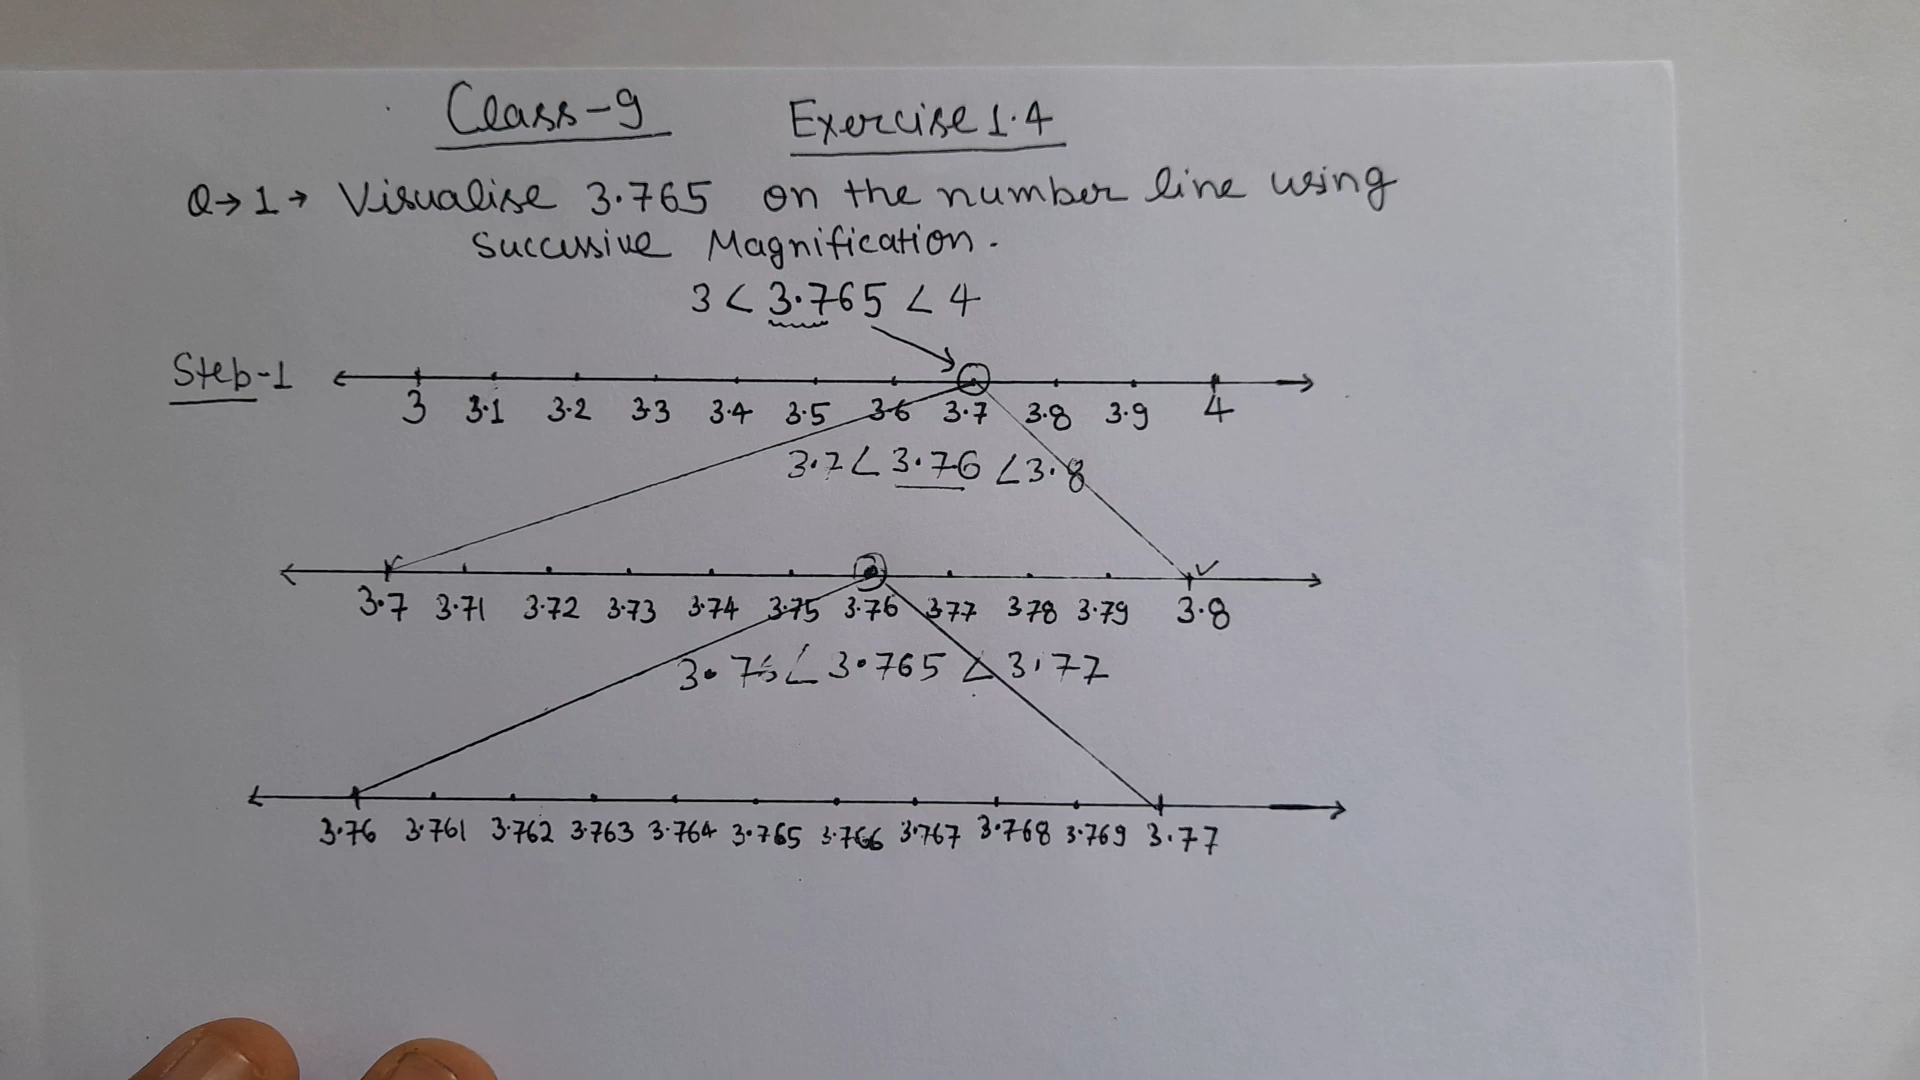 Class-9 Exercise 1.4
Q→1→ Visualise 3.765 on the number line using
Successive Magnification.
3 < 3.765 < 4
Step-1
3 3.1 3.2 3.3 3.4 3.5 3.6 3.7 3.8 3.9 4
3.7 < 3.76 < 3.8
3.7 3.71 3.72 3.73 3.74 3.75 3.76 3.77 3.78 3.79 3.8
3.76 < 3.765 < 3.77
3.76 3.761 3.762 3.763 3.764 3.765 3.766 3.767 3.768 3.769 3.77